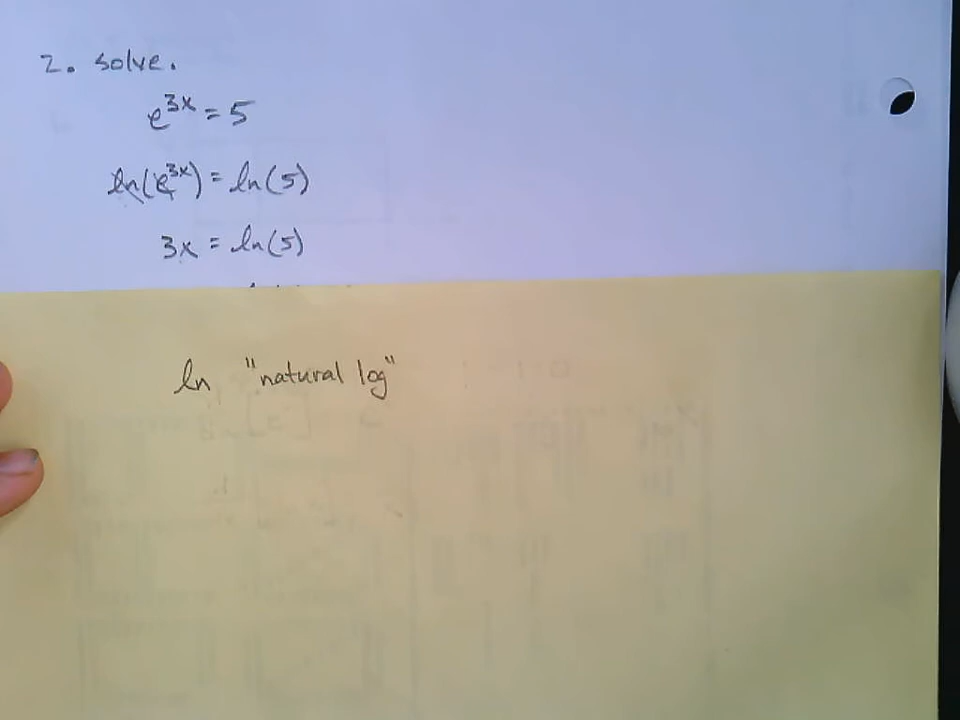 2. solve.
e^{3x} = 5
ln(e^{3x}) = ln(5)
3x = ln(5)
ln "natural log"